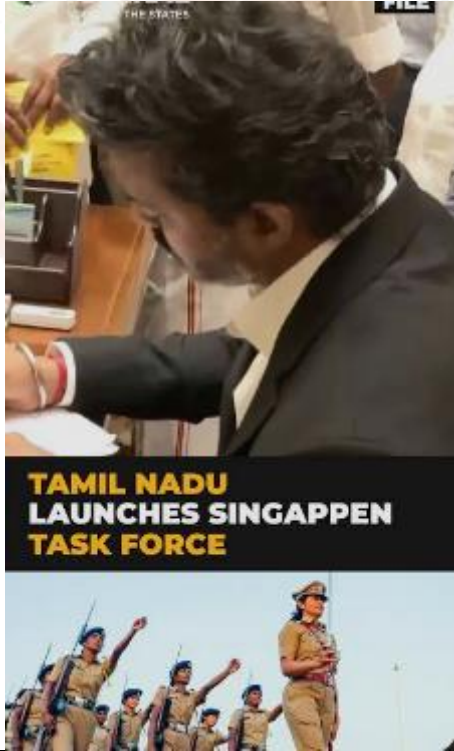 THE STATES
FILE
TAMIL NADU
LAUNCHES SINGAPPEN
TASK FORCE